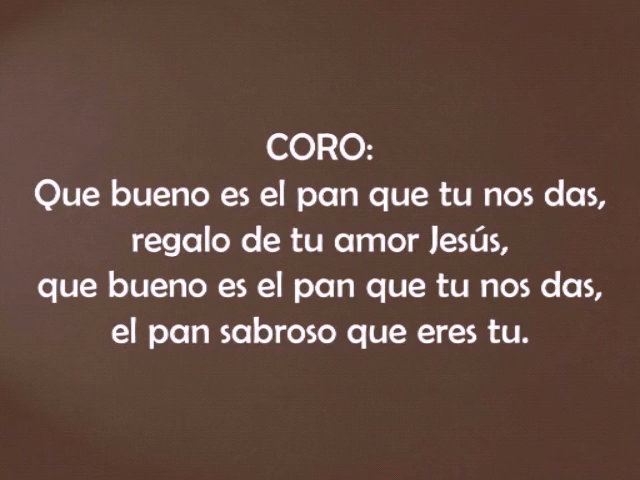 CORO:
Que bueno es el pan que tu nos das,
regalo de tu amor Jesús,
que bueno es el pan que tu nos das,
el pan sabroso que eres tu.